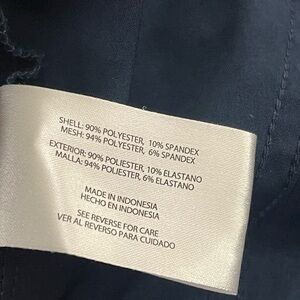 SHELL: 90% POLYESTER, 10% SPANDEX
MESH: 94% POLYESTER, 6% SPANDEX
EXTERIOR: 90% POLIESTER, 10% ELASTANO
MALLA: 94% POLIESTER, 6% ELASTANO
MADE IN INDONESIA
HECHO EN INDONESIA
SEE REVERSE FOR CARE
VER AL REVERSO PARA CUIDADO